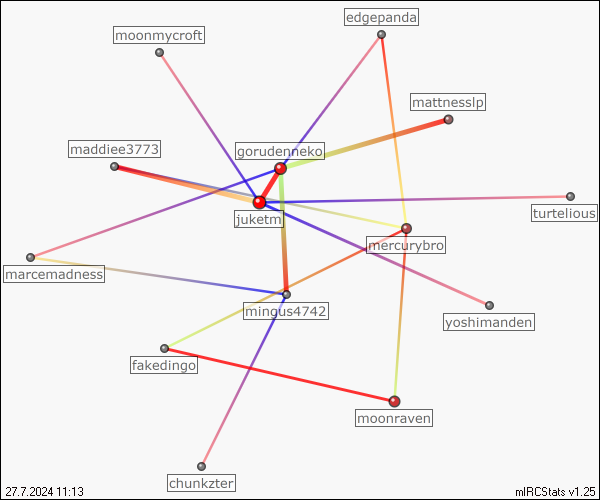 edgepanda
moonmycroft
mattnesslp
maddiee3773
gorudenneko
juketm
turtelious
mercurybro
marcemadness
mingus4742
yoshimanden
fakedingo
moonraven
chunkzter
27.7.2024 11:13
mIRCStats v1.25